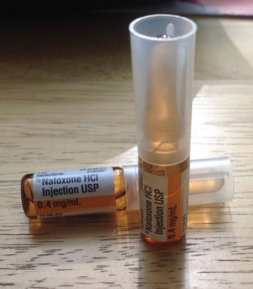 Naloxone HCl
Injection USP
0.4 mg/mL
Naloxone HCl
Injection USP
0.4 mg/mL